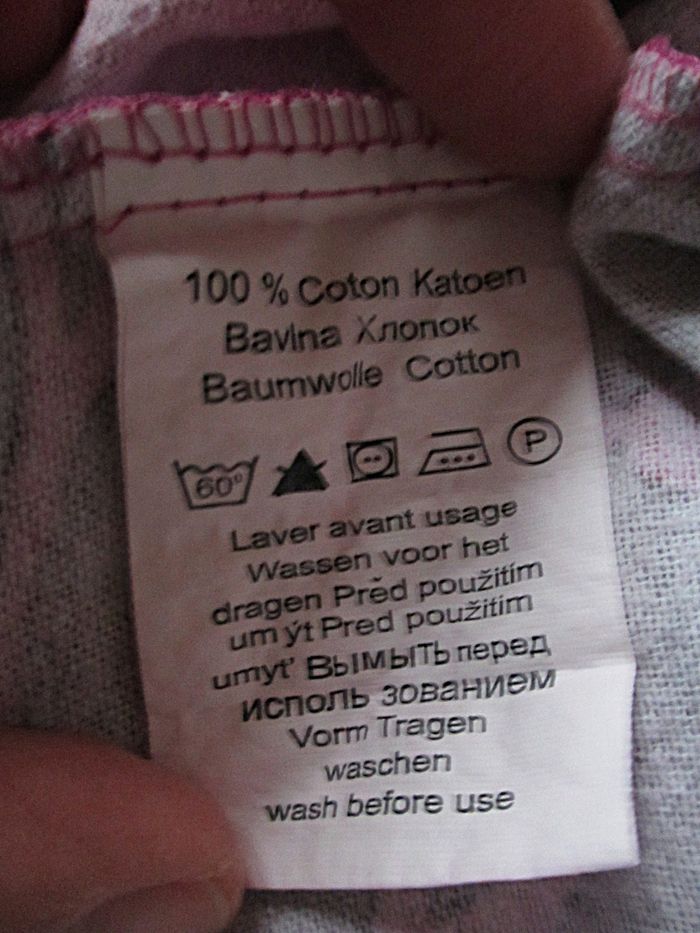 100 % Coton Katoen
Bavlna Хлопок
Baumwolle Cotton
60° P
Laver avant usage
Wassen voor het
dragen Prěd použitím
um ýt Pred použitím
umyť Вымыть перед
исполь зованием
Vorm Tragen
waschen
wash before use